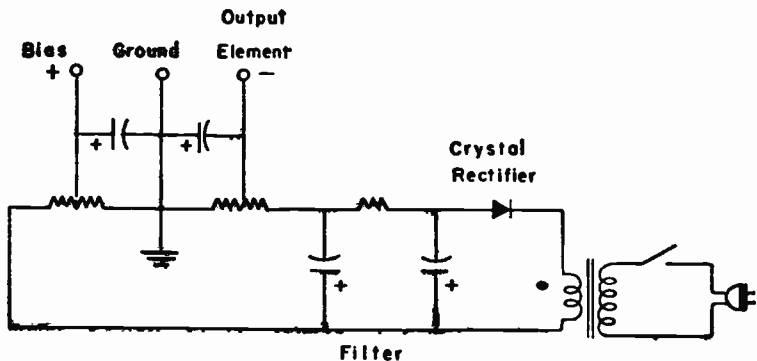 Output
Bias Ground Element
+ −
+ +
Crystal
Rectifier
+ +
Filter